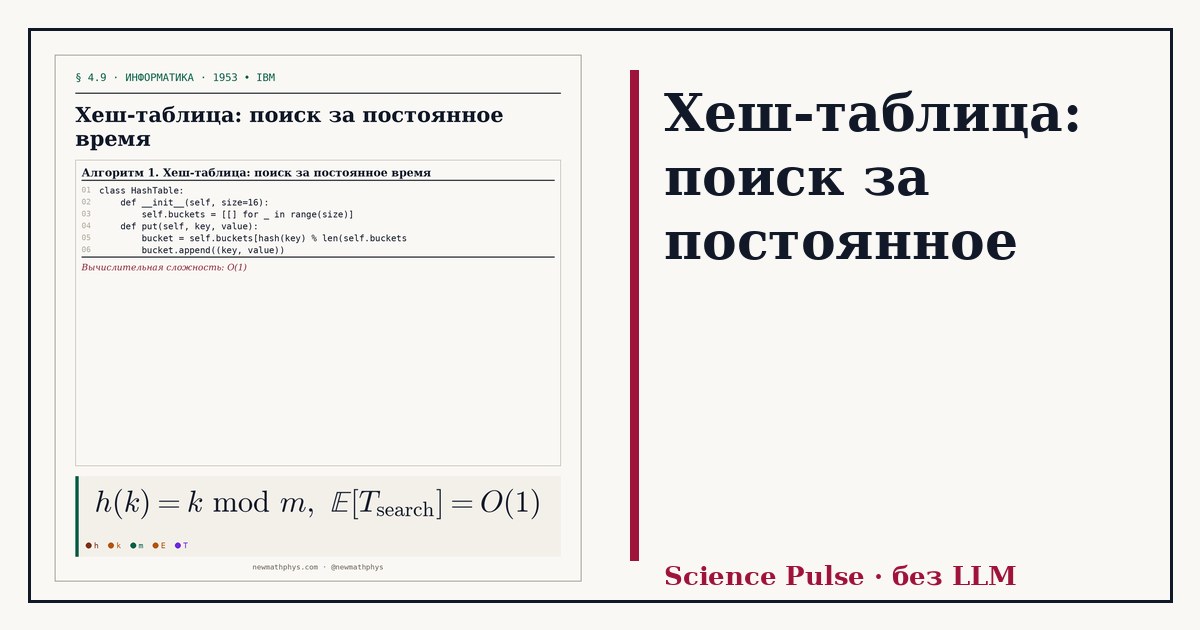 § 4.9 · ИНФОРМАТИКА · 1953 • IBM
Хеш-таблица: поиск за постоянное
время
Алгоритм 1. Хеш-таблица: поиск за постоянное время
01 class HashTable:
02     def __init__(self, size=16):
03         self.buckets = [[] for _ in range(size)]
04     def put(self, key, value):
05         bucket = self.buckets[hash(key) % len(self.buckets
06         bucket.append((key, value))
Вычислительная сложность: O(1)
h(k) = k mod m, 𝔼[T_search] = O(1)
● h ● k ● m ● E ● T
newmathphys.com · @newmathphys
Хеш-таблица:
поиск за
постоянное
Science Pulse · без LLM